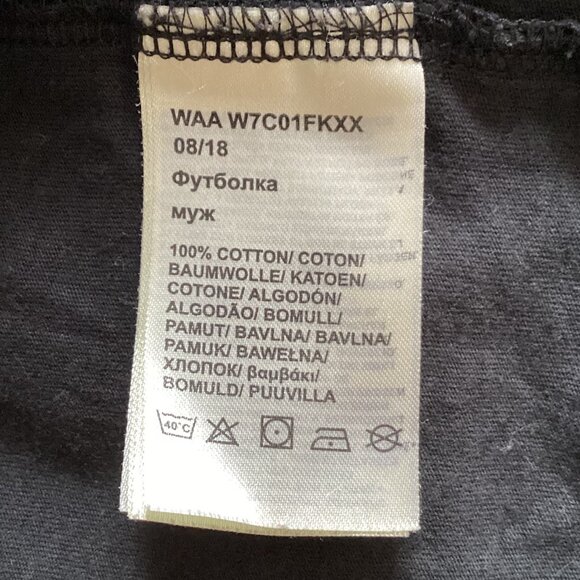 WAA W7C01FKXX
08/18
Футболка
муж
100% COTTON/ COTON/
BAUMWOLLE/ KATOEN/
COTONE/ ALGODÓN/
ALGODÃO/ BOMULL/
PAMUT/ BAVLNA/ BAVLNA/
PAMUK/ BAWEŁNA/
ХЛОПОК/ βαμβάκι/
BOMULD/ PUUVILLA
40°C